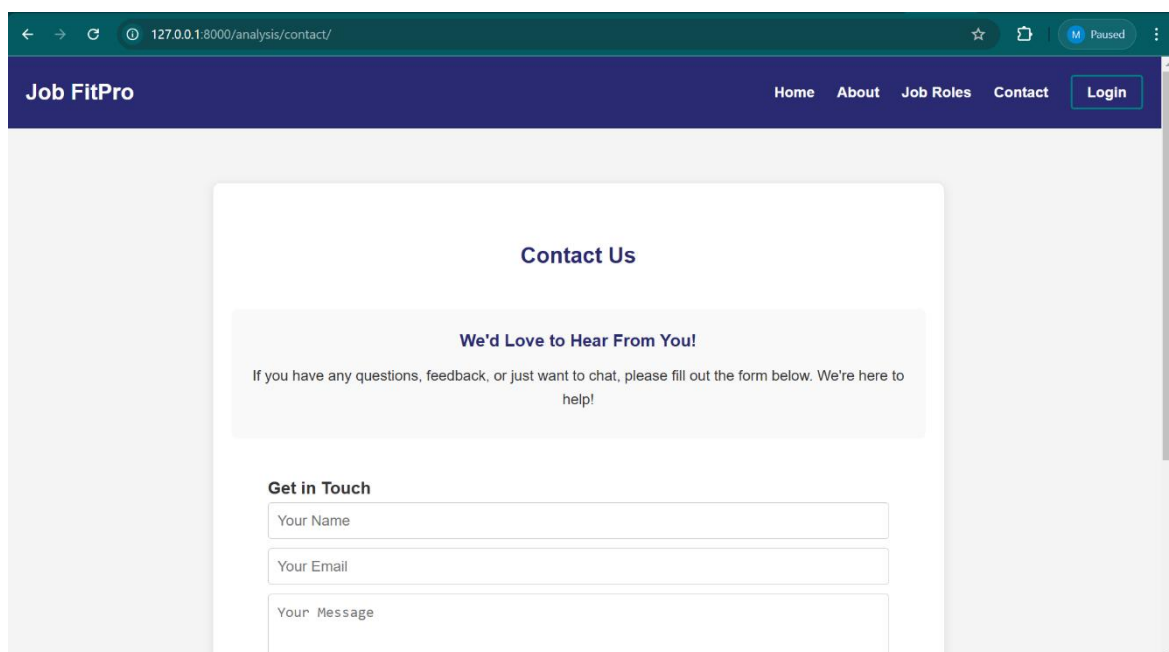 127.0.0.1:8000/analysis/contact/
M Paused
Job FitPro
Home About Job Roles Contact Login
Contact Us
We'd Love to Hear From You!
If you have any questions, feedback, or just want to chat, please fill out the form below. We're here to
help!
Get in Touch
Your Name
Your Email
Your Message